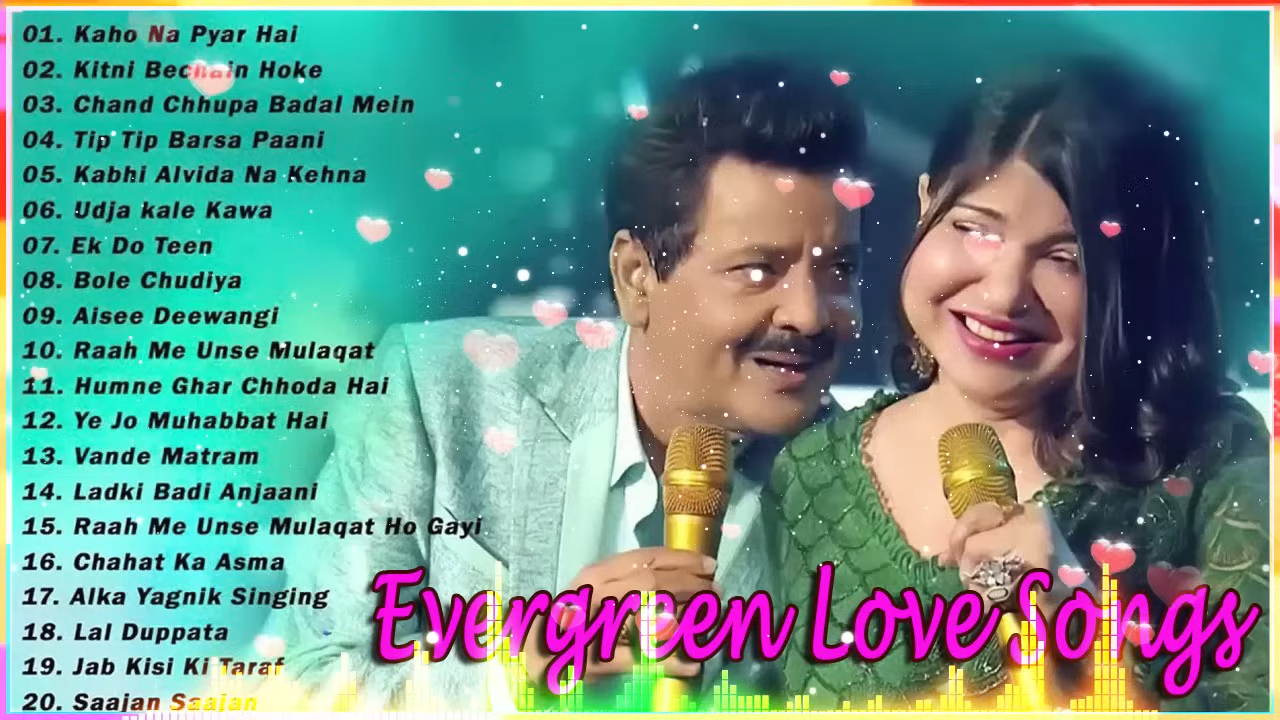 01. Kaho Na Pyar Hai
02. Kitni Bechain Hoke
03. Chand Chhupa Badal Mein
04. Tip Tip Barsa Paani
05. Kabhi Alvida Na Kehna
06. Udja kale Kawa
07. Ek Do Teen
08. Bole Chudiya
09. Aisee Deewangi
10. Raah Me Unse Mulaqat
11. Humne Ghar Chhoda Hai
12. Ye Jo Muhabbat Hai
13. Vande Matram
14. Ladki Badi Anjaani
15. Raah Me Unse Mulaqat Ho Gayi
16. Chahat Ka Asma
17. Alka Yagnik Singing
18. Lal Duppata
19. Jab Kisi Ki Taraf
20. Saajan Saajan
Evergreen Love Songs